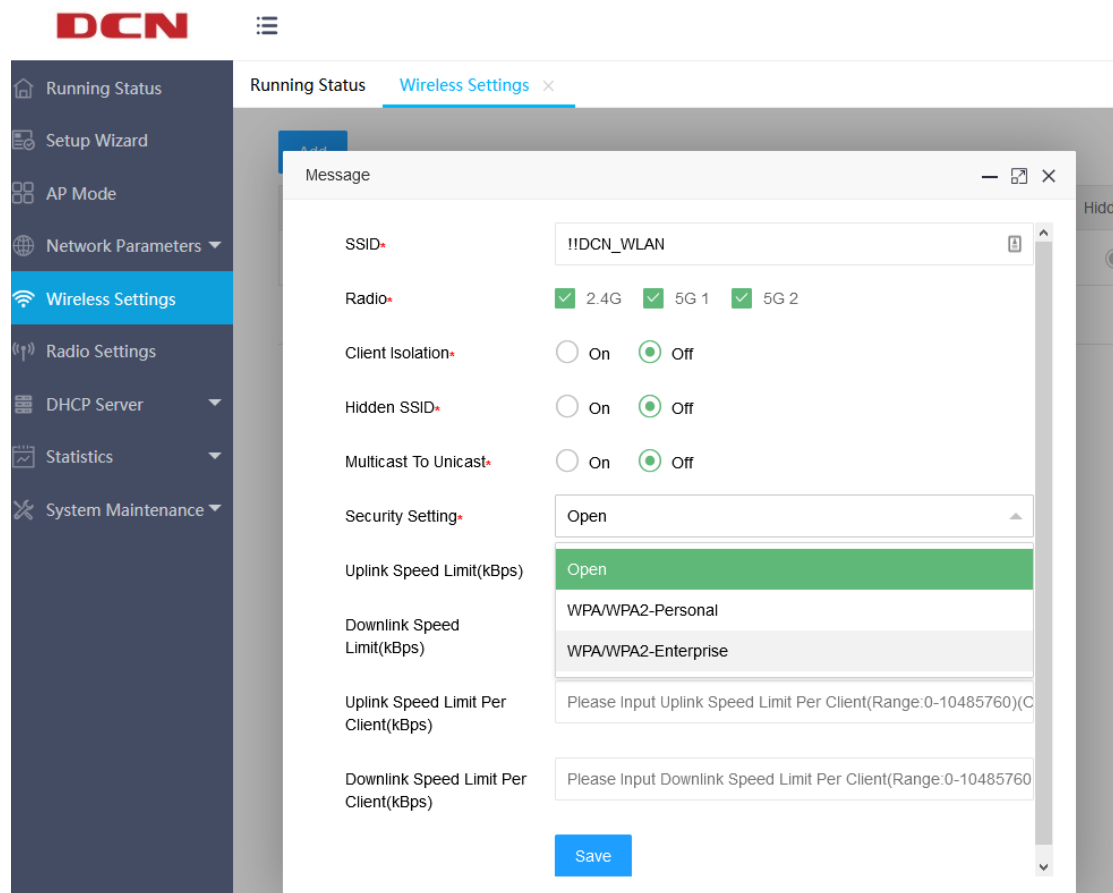 DCN
Running Status
Setup Wizard
AP Mode
Network Parameters
Wireless Settings
Radio Settings
DHCP Server
Statistics
System Maintenance
Running Status Wireless Settings
Add
Message
SSID* !!DCN_WLAN
Radio* 2.4G 5G 1 5G 2
Client Isolation* On Off
Hidden SSID* On Off
Multicast To Unicast* On Off
Security Setting* Open
Uplink Speed Limit(kBps)
Open
WPA/WPA2-Personal
WPA/WPA2-Enterprise
Downlink Speed
Limit(kBps)
Uplink Speed Limit Per
Client(kBps)
Please Input Uplink Speed Limit Per Client(Range:0-10485760)(C
Downlink Speed Limit Per
Client(kBps)
Please Input Downlink Speed Limit Per Client(Range:0-10485760
Save